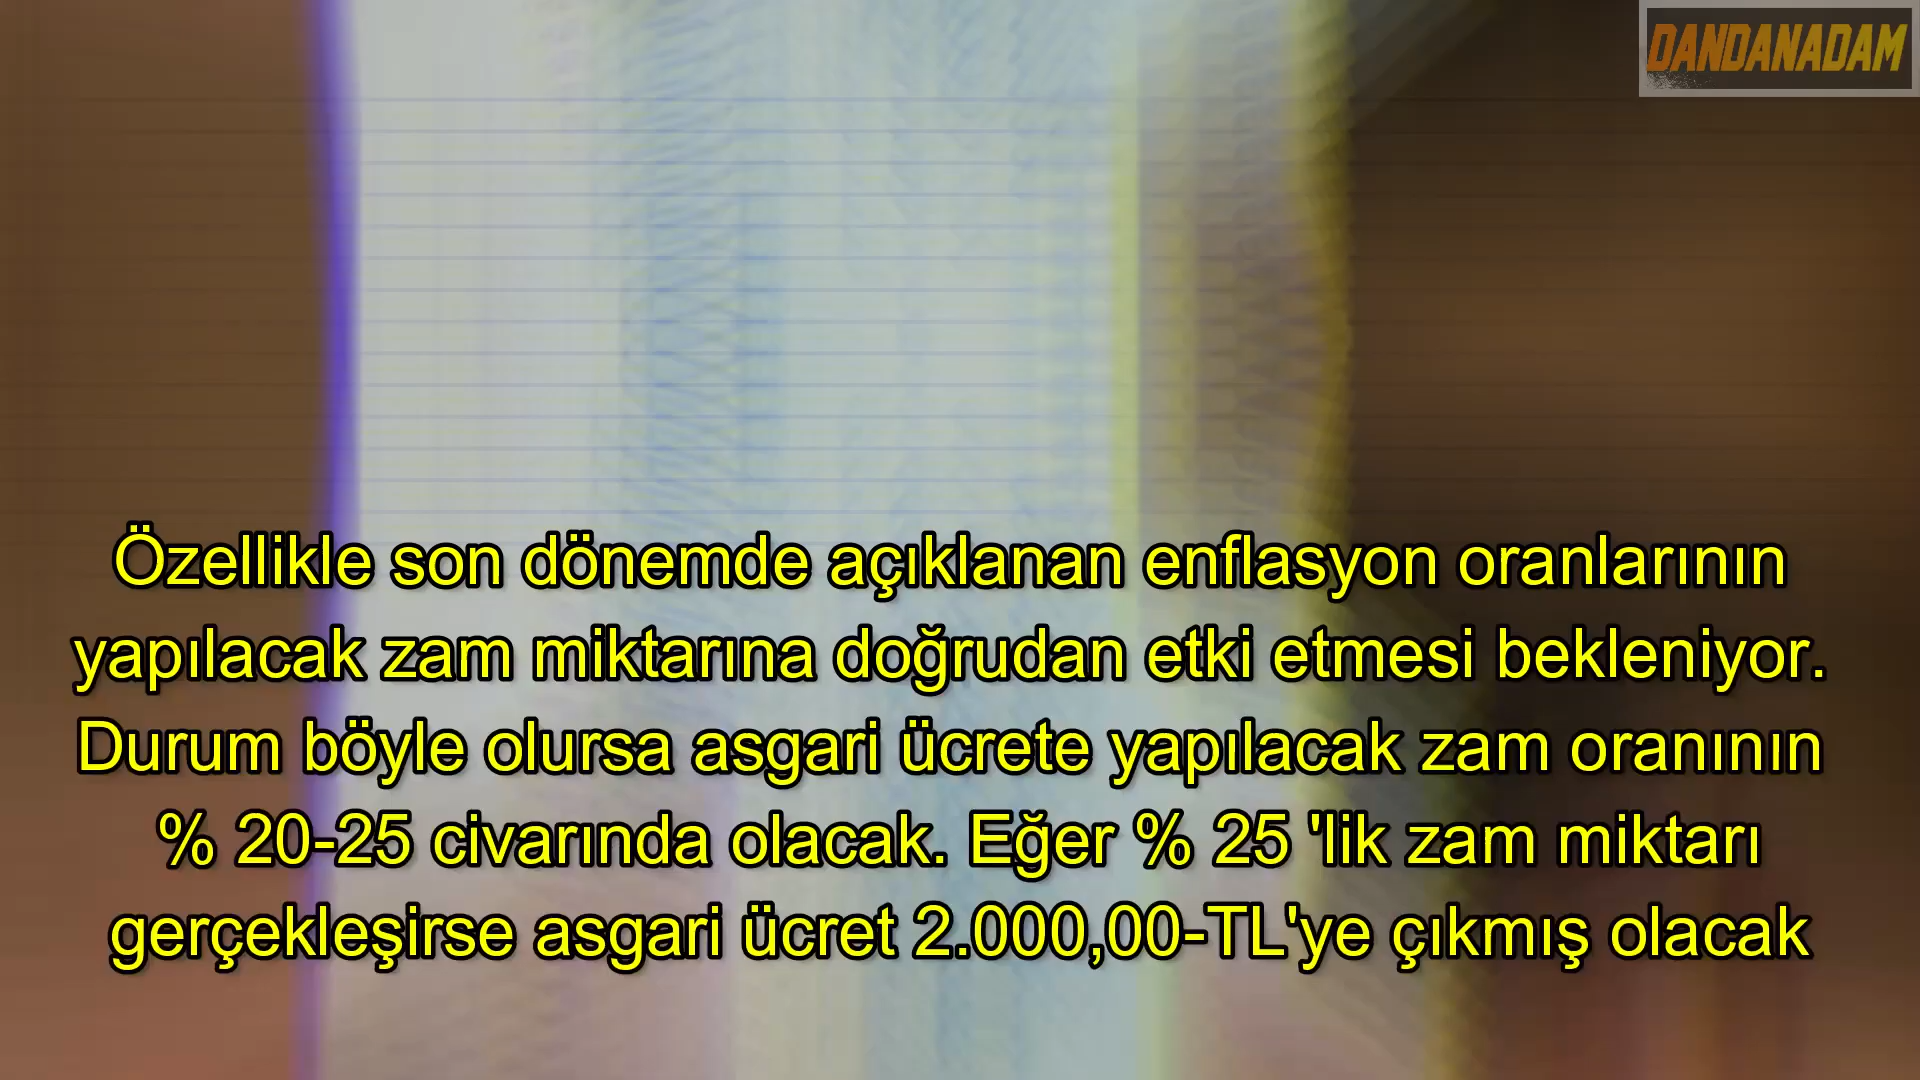 DANDANADAM
Özellikle son dönemde açıklanan enflasyon oranlarının
yapılacak zam miktarına doğrudan etki etmesi bekleniyor.
Durum böyle olursa asgari ücrete yapılacak zam oranının
% 20-25 civarında olacak. Eğer % 25 'lik zam miktarı
gerçekleşirse asgari ücret 2.000,00-TL'ye çıkmış olacak